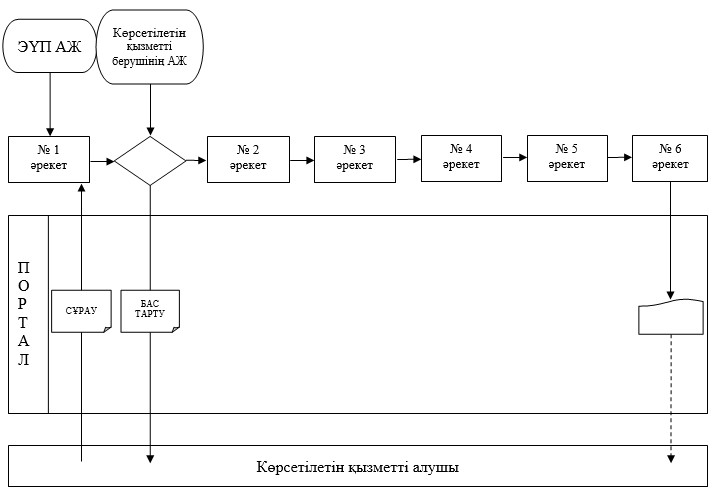 ЭҮП АЖ
Көрсетілетін
қызметті
берушінің АЖ
№ 1
әрекет
№ 2
әрекет
№ 3
әрекет
№ 4
әрекет
№ 5
әрекет
№ 6
әрекет
П
О
Р
Т
А
Л
СҰРАУ
БАС
ТАРТУ
Көрсетілетін қызметті алушы